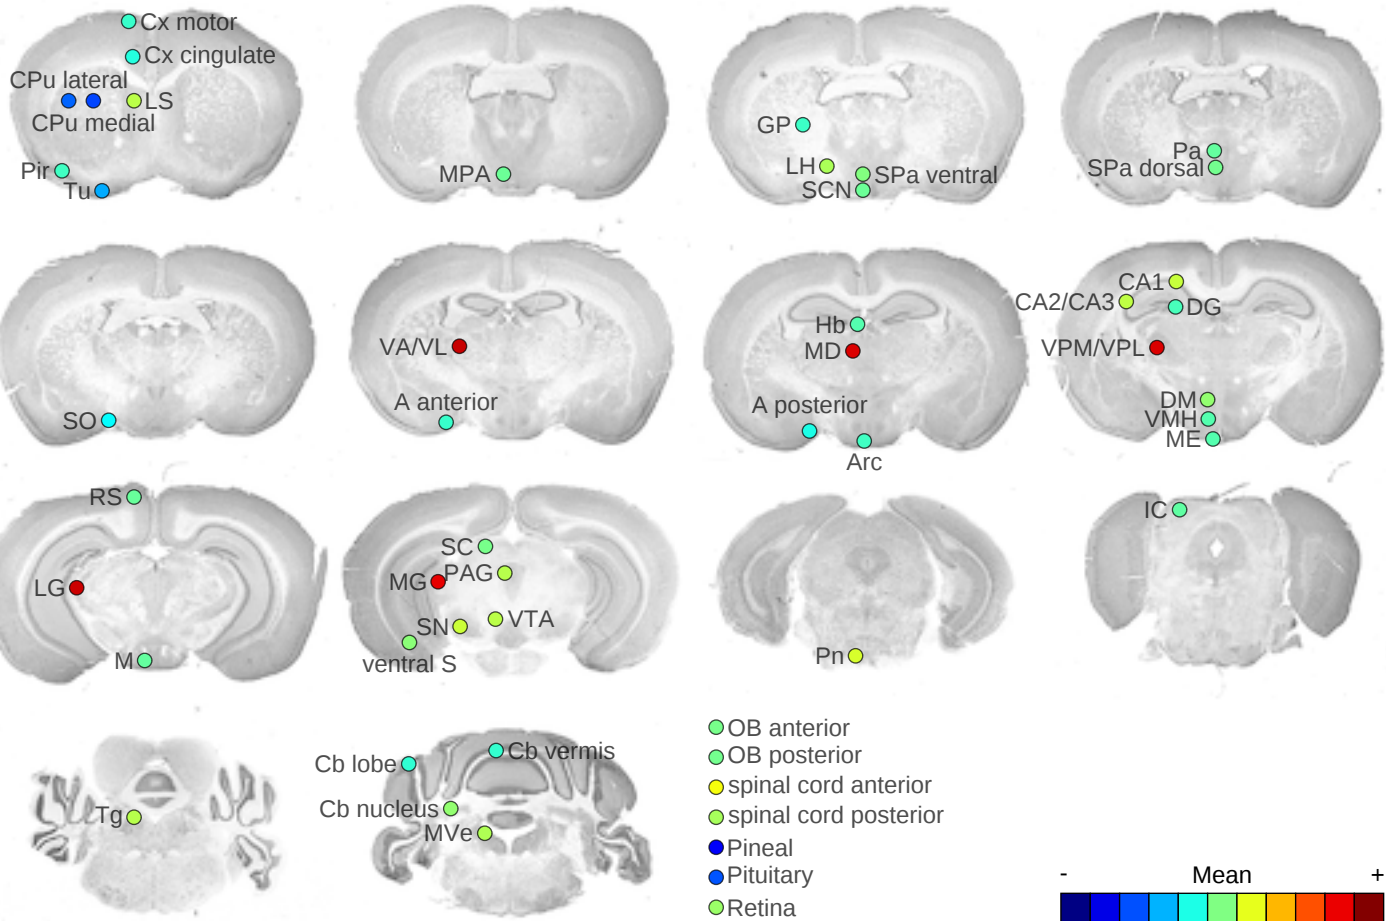 Cx motor
Cx cingulate
CPu lateral
LS
CPu medial
Pir
Tu
MPA
GP
LH
SPa ventral
SCN
Pa
SPa dorsal
SO
VA/VL
A anterior
Hb
MD
A posterior
Arc
CA1
CA2/CA3
DG
VPM/VPL
DM
VMH
ME
RS
LG
M
SC
MG
PAG
SN
VTA
ventral S
Pn
IC
Tg
Cb lobe
Cb vermis
Cb nucleus
MVe
OB anterior
OB posterior
spinal cord anterior
spinal cord posterior
Pineal
Pituitary
Retina
- Mean +